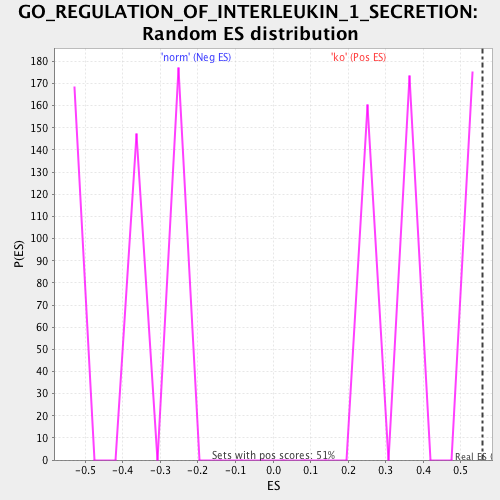 GO_REGULATION_OF_INTERLEUKIN_1_SECRETION:
Random ES distribution
'norm' (Neg ES) 'ko' (Pos ES)
180
170
160
150
140
130
120
110
100
90
80
70
60
50
40
30
20
10
0
P(ES)
Sets with pos scores: 51%
Real ES (
-0.5 -0.4 -0.3 -0.2 -0.1 0.0 0.1 0.2 0.3 0.4 0.5
ES